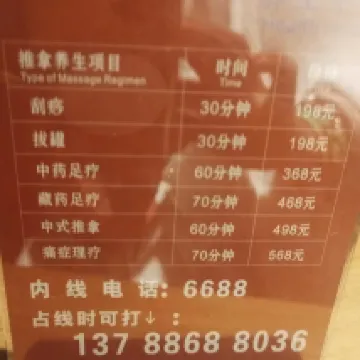 推拿养生项目 时间
Type of Massage Regimen Time
刮痧 30分钟 198元
拔罐 30分钟 198元
中药足疗 60分钟 368元
藏药足疗 70分钟 468元
中式推拿 60分钟 498元
痛症理疗 70分钟 568元
内线电话：6688
占线时可打↓：
137 8868 8036